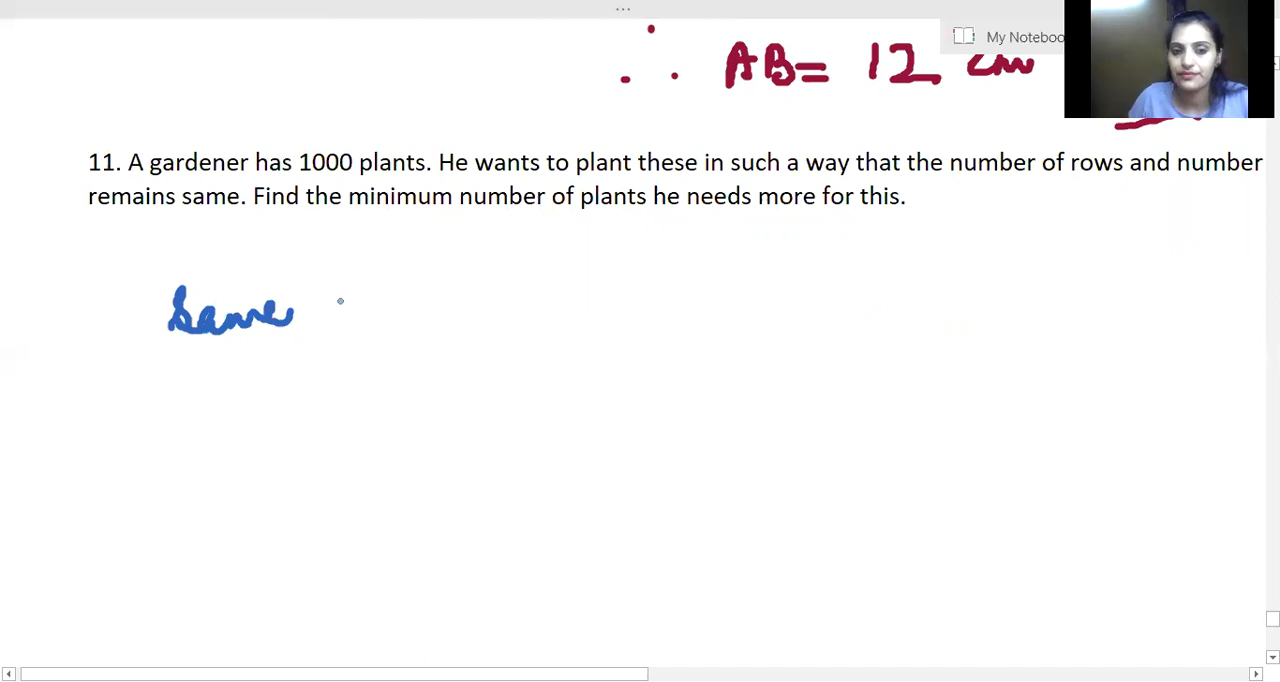 ∴ AB = 12 cm
My Noteboo
11. A gardener has 1000 plants. He wants to plant these in such a way that the number of rows and number
remains same. Find the minimum number of plants he needs more for this.
Same